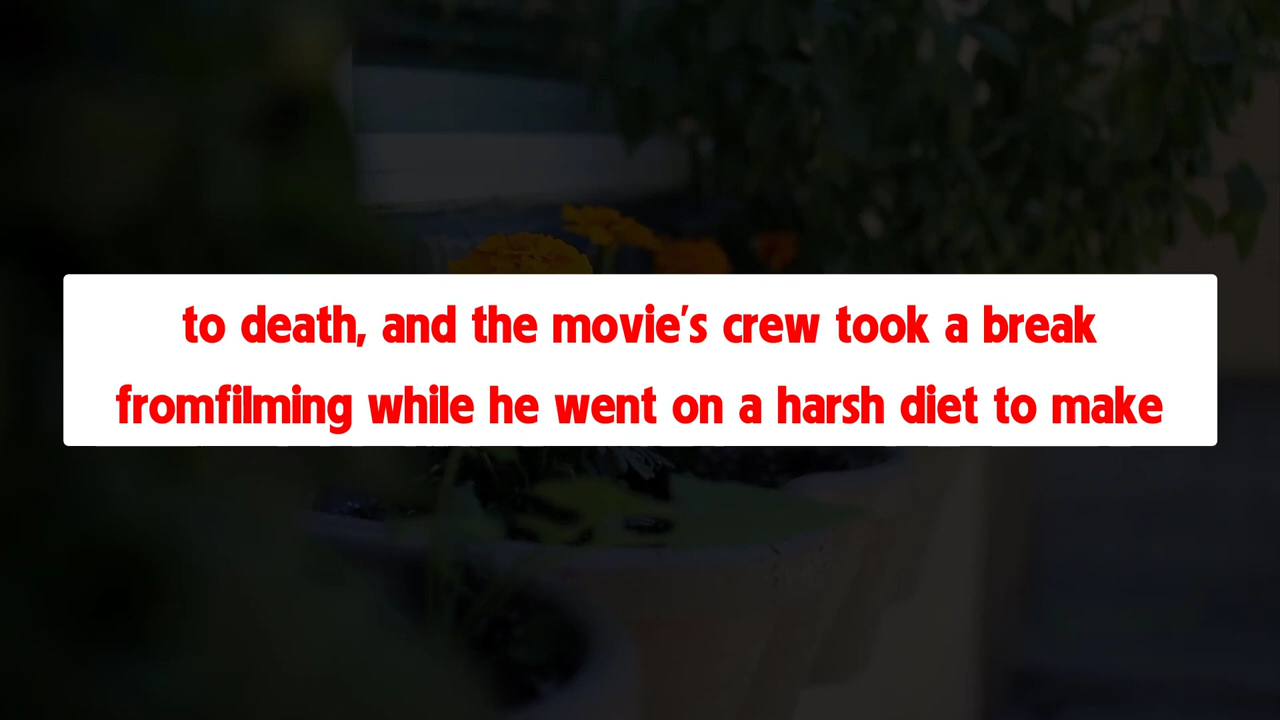 to death, and the movie's crew took a break
fromfilming while he went on a harsh diet to make